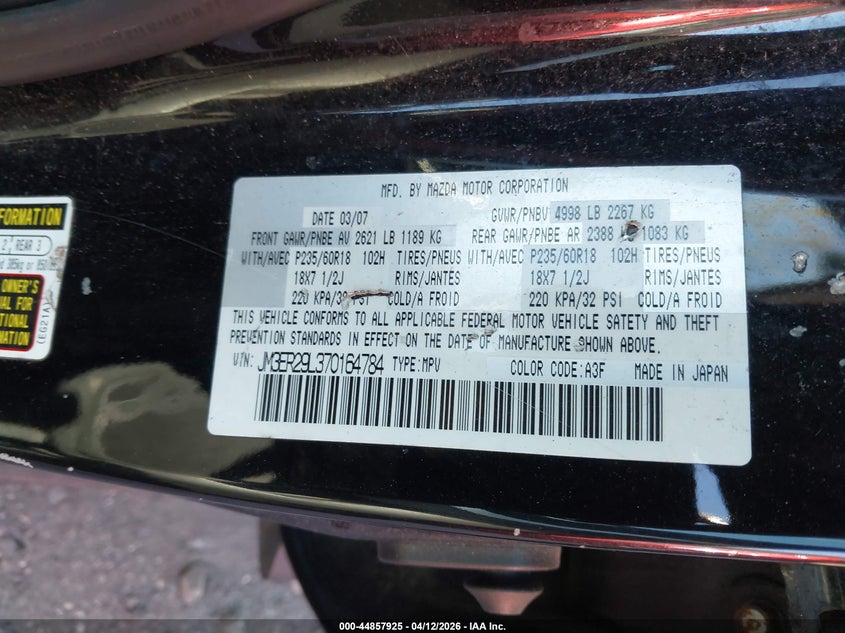 FORMATION
2 REAR 3
OWNER'S
FOR
MFD. BY MAZDA MOTOR CORPORATION
DATE 03/07 GVWR/PNBV 4998 LB 2267 KG
FRONT GAWR/PNBE AV 2621 LB 1189 KG REAR GAWR/PNBE AR 2388 1083 KG
WITH/AVEC P235/60R18 102H TIRES/PNEUS WITH/AVEC P235/60R18 102H TIRES/PNEUS
18X7 1/2J RIMS/JANTES 18X7 1/2J RIMS/JANTES
220 KPA/3 PSI COLD/A FROID 220 KPA/32 PSI COLD/A FROID
THIS VEHICLE CONFORMS TO ALL APPLICABLE FEDERAL MOTOR VEHICLE SAFETY AND THEFT
PREVENTION STANDARDS IN EFFECT ON THE DATE OF MANUFACTURE SHOWN ABOVE.
VIN: JM3ER29L370164784 TYPE:MPV COLOR CODE:A3F MADE IN JAPAN
000-44857925 - 04/12/2026 - IAA Inc.